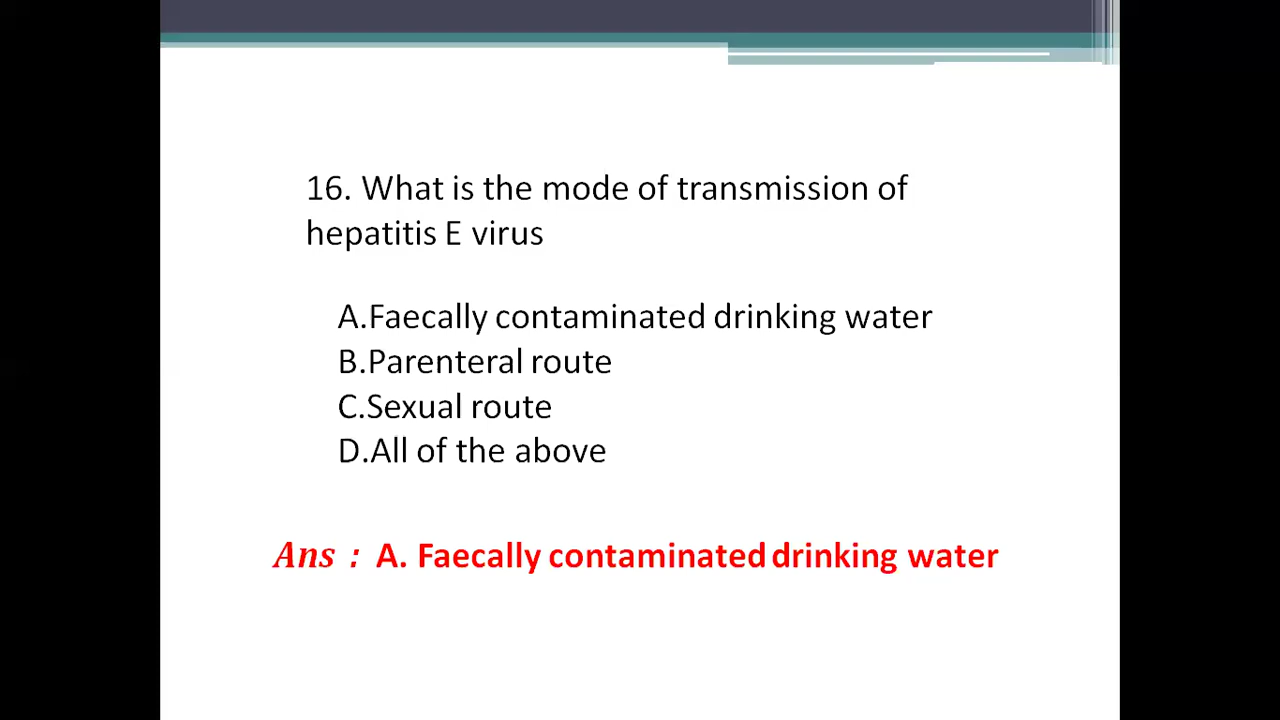 16. What is the mode of transmission of
hepatitis E virus
A.Faecally contaminated drinking water
B.Parenteral route
C.Sexual route
D.All of the above
Ans : A. Faecally contaminated drinking water